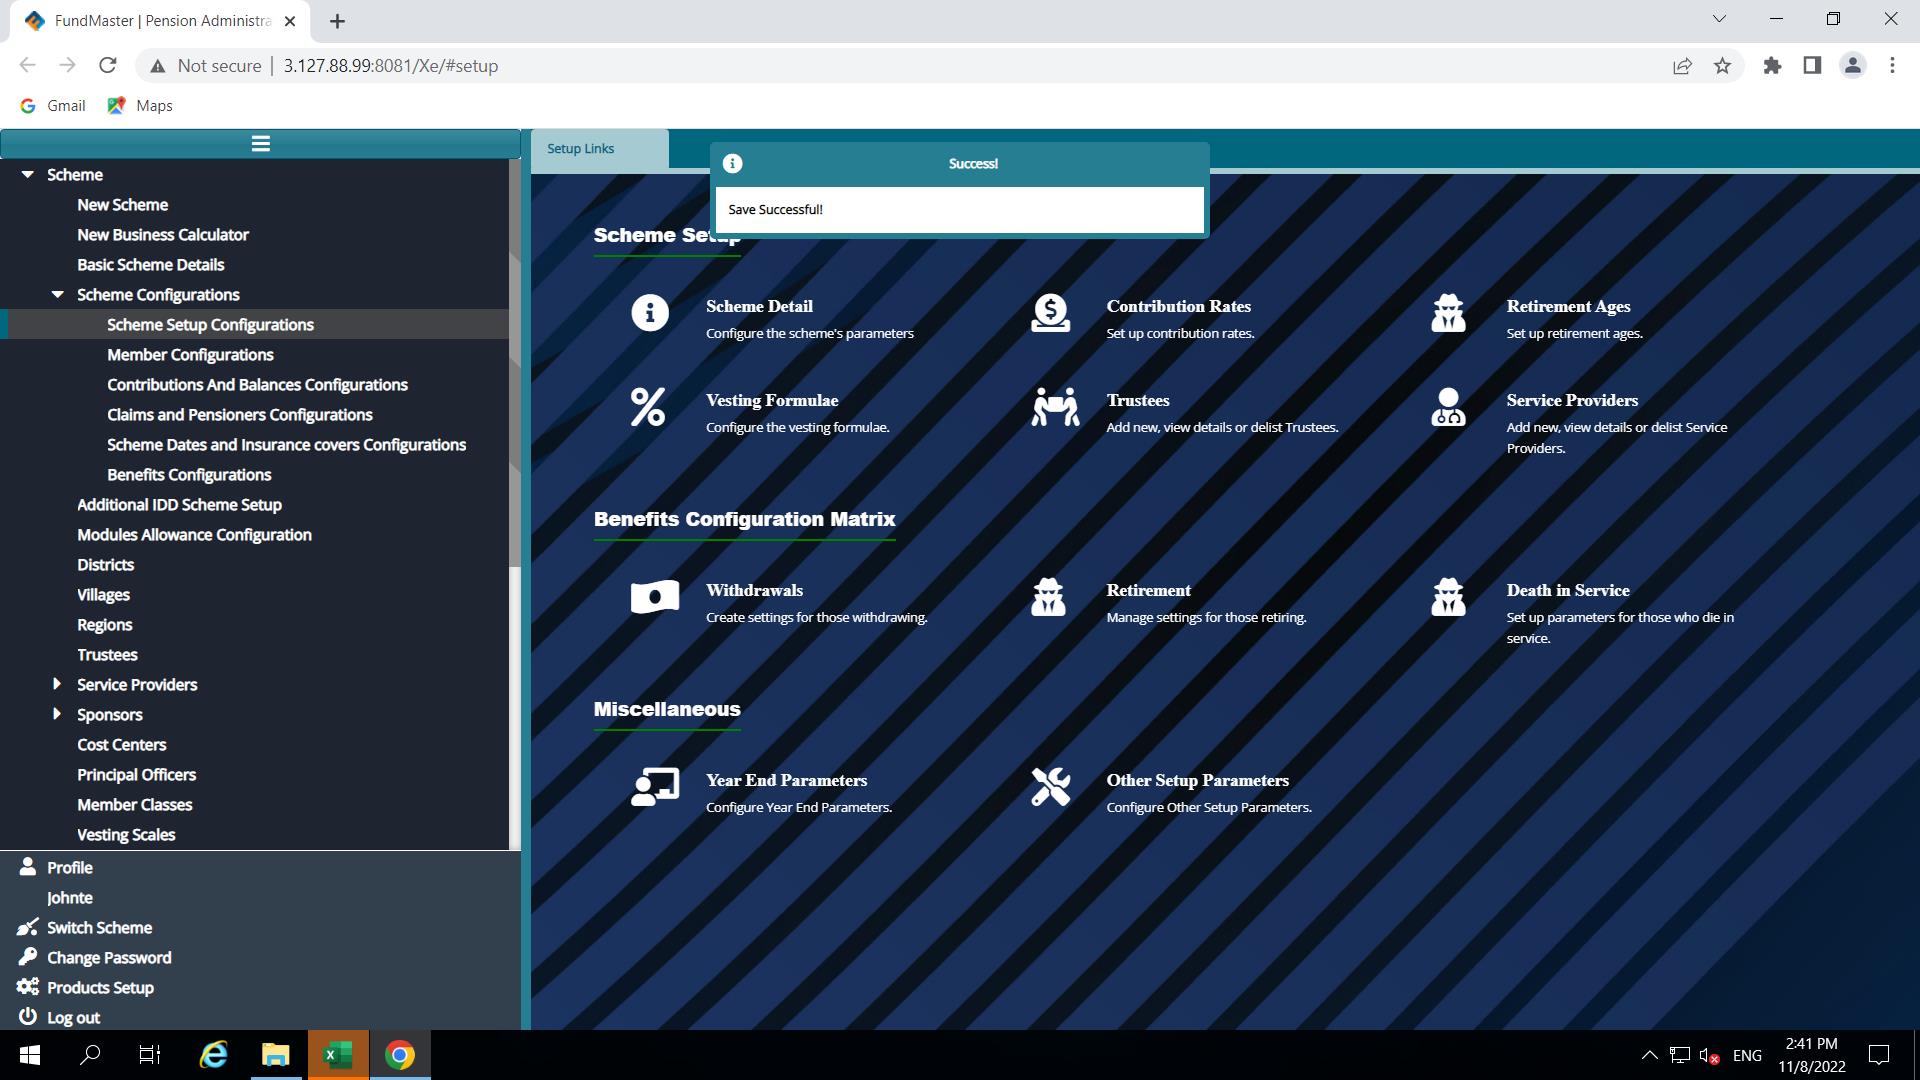 FundMaster | Pension Administra
Not secure
3.127.88.99:8081/Xe/#setup
Gmail
Maps
Scheme
New Scheme
New Business Calculator
Basic Scheme Details
Scheme Configurations
Scheme Setup Configurations
Member Configurations
Contributions And Balances Configurations
Claims and Pensioners Configurations
Scheme Dates and Insurance covers Configurations
Benefits Configurations
Additional IDD Scheme Setup
Modules Allowance Configuration
Districts
Villages
Regions
Trustees
Service Providers
Sponsors
Cost Centers
Principal Officers
Member Classes
Vesting Scales
Profile
Johnte
Switch Scheme
Change Password
Products Setup
Log out
Setup Links
Success!
Save Successful!
Scheme Setup
Scheme Detail
Configure the scheme's parameters
Contribution Rates
Set up contribution rates.
Retirement Ages
Set up retirement ages.
Vesting Formulae
Configure the vesting formulae.
Trustees
Add new, view details or delist Trustees.
Service Providers
Add new, view details or delist Service
Providers.
Benefits Configuration Matrix
Withdrawals
Create settings for those withdrawing.
Retirement
Manage settings for those retiring.
Death in Service
Set up parameters for those who die in
service.
Miscellaneous
Year End Parameters
Configure Year End Parameters.
Other Setup Parameters
Configure Other Setup Parameters.
ENG
2:41 PM
11/8/2022